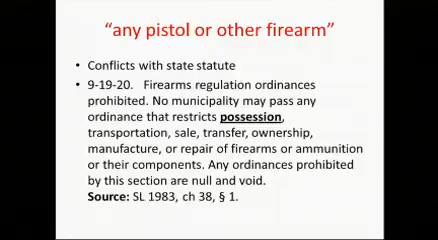 “any pistol or other firearm”
• Conflicts with state statute
• 9-19-20.   Firearms regulation ordinances
prohibited. No municipality may pass any
ordinance that restricts possession,
transportation, sale, transfer, ownership,
manufacture, or repair of firearms or ammunition
or their components. Any ordinances prohibited
by this section are null and void.
Source: SL 1983, ch 38, § 1.